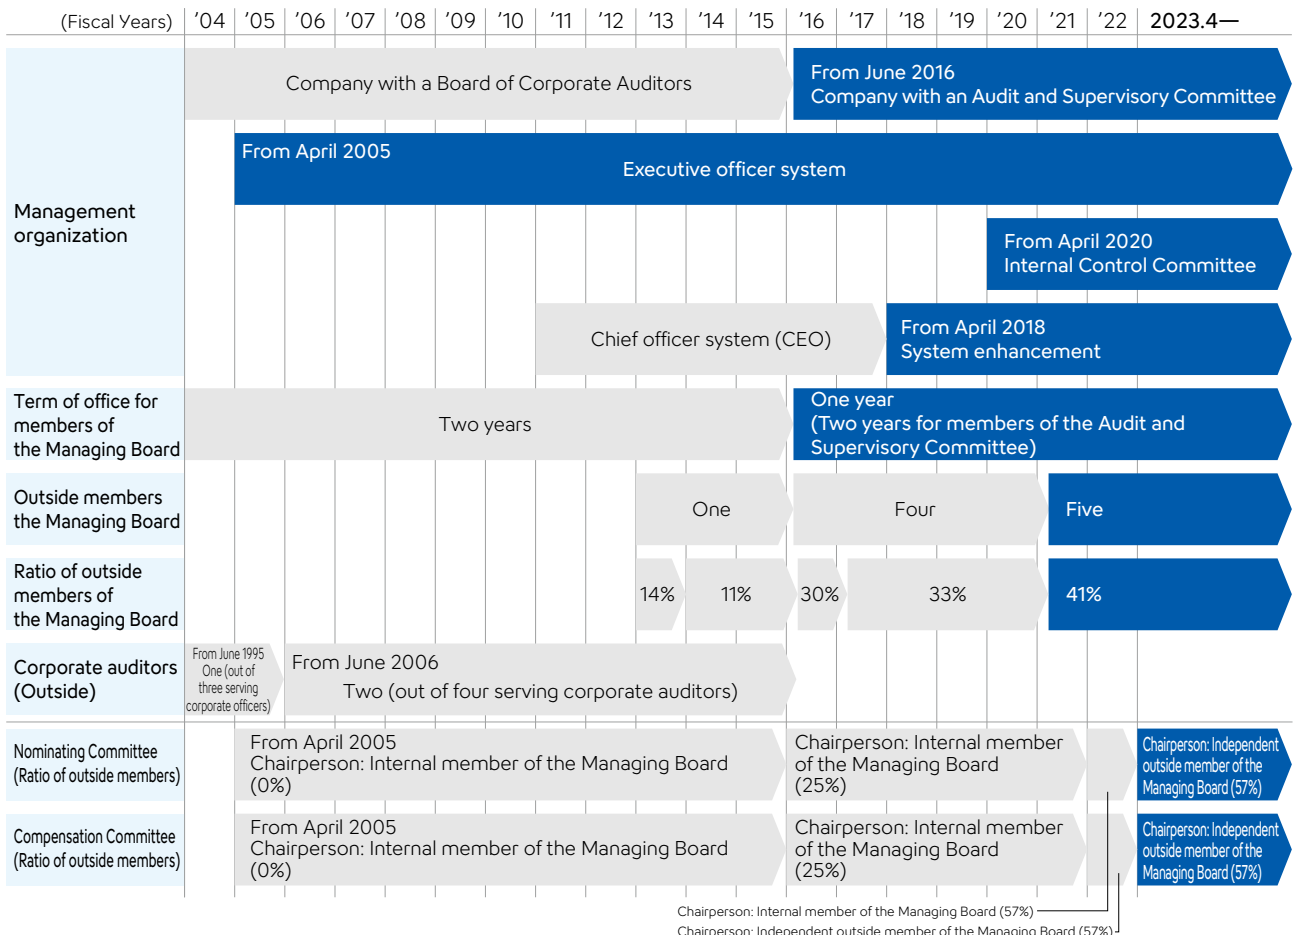 (Fiscal Years) ’04 ’05 ’06 ’07 ’08 ’09 ’10 ’11 ’12 ’13 ’14 ’15 ’16 ’17 ’18 ’19 ’20 ’21 ’22 2023.4—
Management
organization
Company with a Board of Corporate Auditors
From June 2016
Company with an Audit and Supervisory Committee
From April 2005
Executive officer system
From April 2020
Internal Control Committee
Chief officer system (CEO)
From April 2018
System enhancement
Term of office for
members of
the Managing Board
Two years
One year
(Two years for members of the Audit and
Supervisory Committee)
Outside members
the Managing Board
One
Four
Five
Ratio of outside
members of
the Managing Board
14%
11%
30%
33%
41%
Corporate auditors
(Outside)
From June 1995
One (out of
three serving
corporate officers)
From June 2006
Two (out of four serving corporate auditors)
Nominating Committee
(Ratio of outside members)
From April 2005
Chairperson: Internal member of the Managing Board
(0%)
Chairperson: Internal member
of the Managing Board
(25%)
Chairperson: Independent
outside member of the
Managing Board (57%)
Compensation Committee
(Ratio of outside members)
From April 2005
Chairperson: Internal member of the Managing Board
(0%)
Chairperson: Internal member
of the Managing Board
(25%)
Chairperson: Independent
outside member of the
Managing Board (57%)
Chairperson: Internal member of the Managing Board (57%)
Chairperson: Independent outside member of the Managing Board (57%)